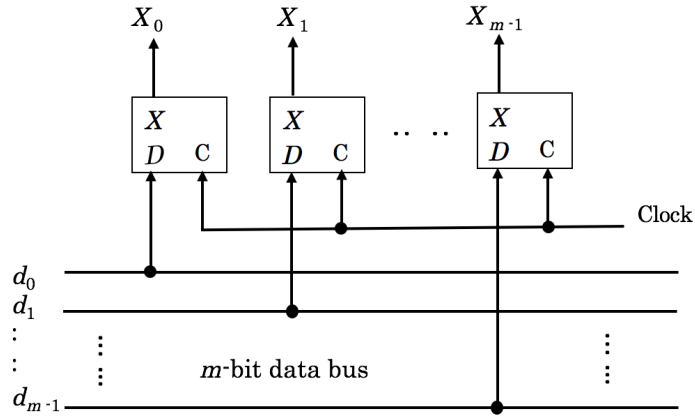 X0 X1 Xm-1
X X X
D C D C D C
Clock
d0
d1
m-bit data bus
dm-1